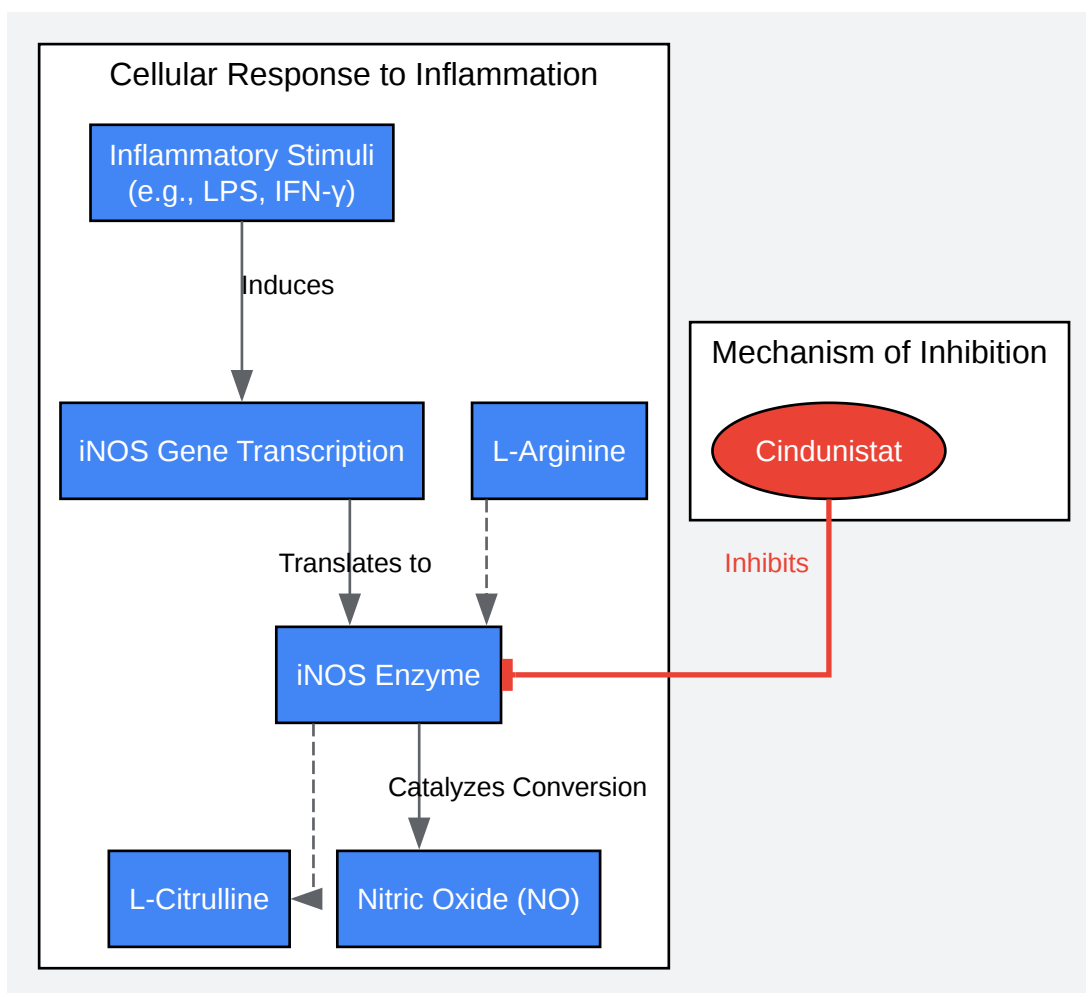 Cellular Response to Inflammation
Inflammatory Stimuli
(e.g., LPS, IFN-γ)
Induces
Mechanism of Inhibition
iNOS Gene Transcription
L-Arginine
Cindunistat
Translates to
Inhibits
iNOS Enzyme
Catalyzes Conversion
L-Citrulline
Nitric Oxide (NO)